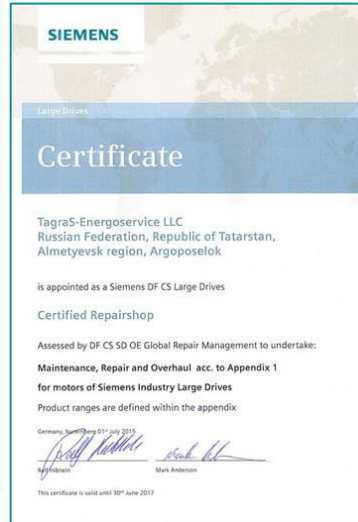 SIEMENS
Large Drives
Certificate
TagraS-Energoservice LLC
Russian Federation, Republic of Tatarstan,
Almetyevsk region, Argoposelok
is appointed as a Siemens DF CS Large Drives
Certified Repairshop
Assessed by DF CS SD OE Global Repair Management to undertake:
Maintenance, Repair and Overhaul acc. to Appendix 1
for motors of Siemens Industry Large Drives
Product ranges are defined within the appendix
Germany, Nuremberg 01st July 2015
Ralf Mark Anderson
This certificate is valid until 30th June 2017